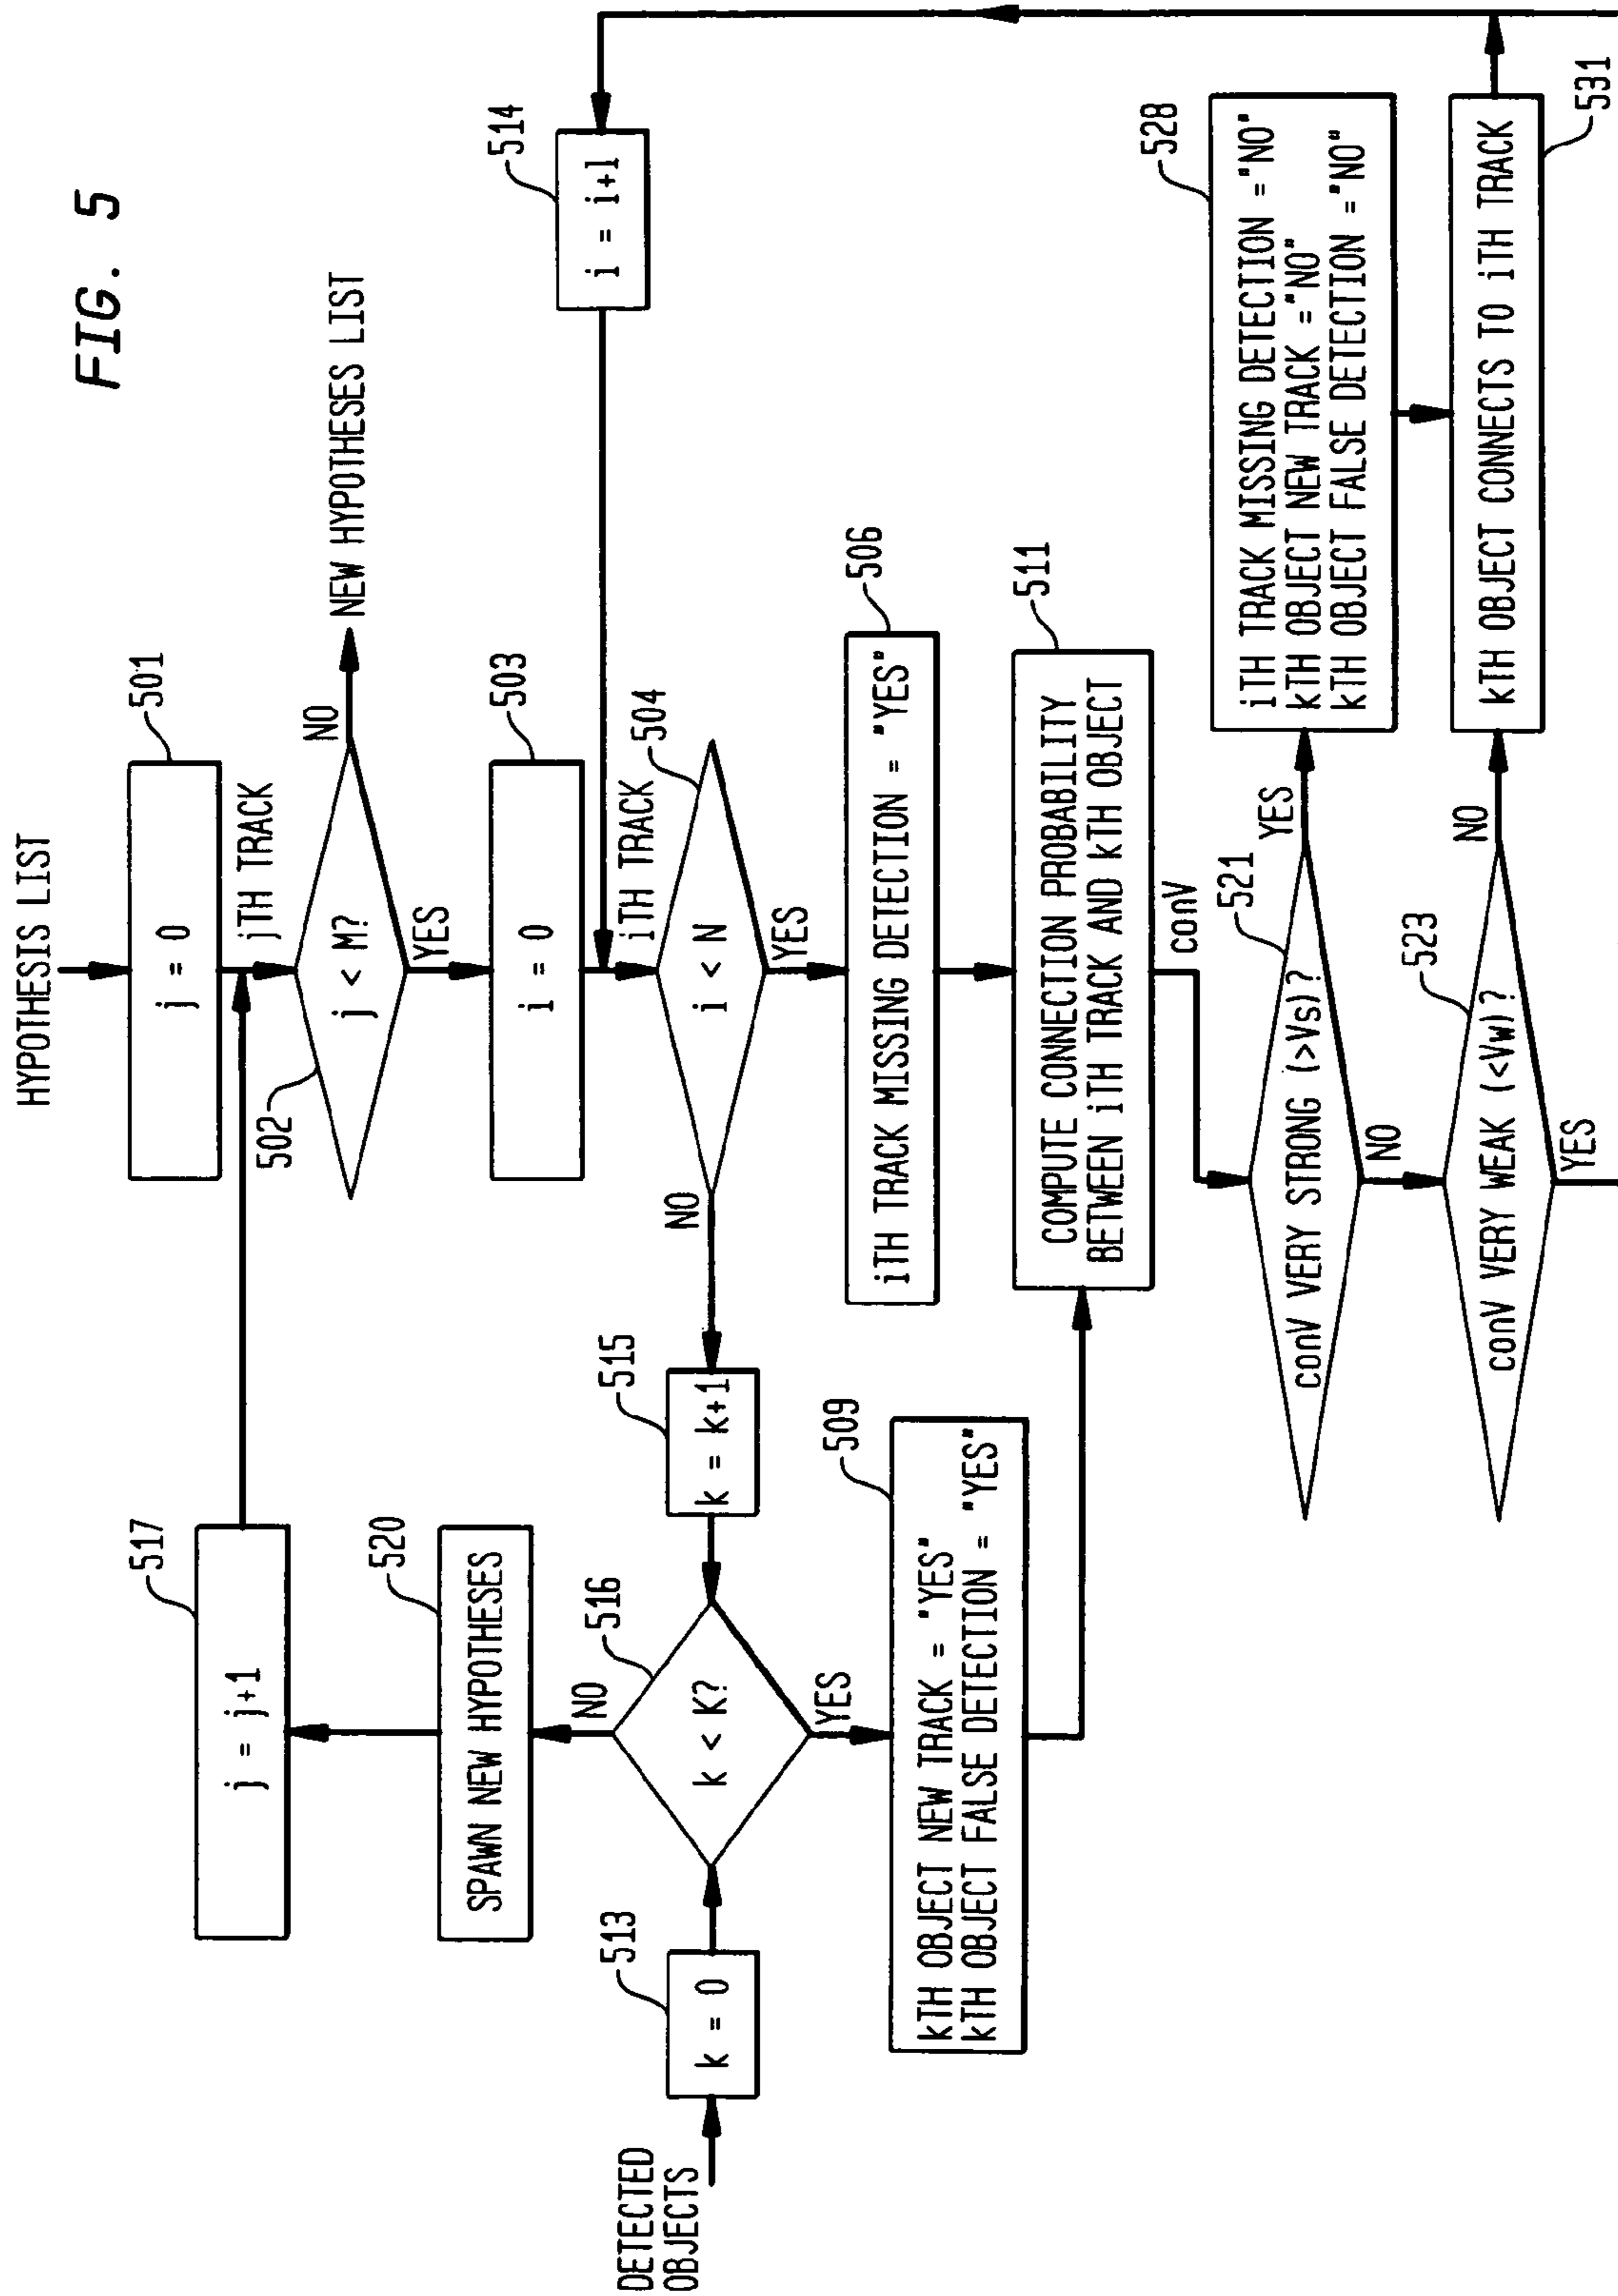 FIG. 5
HYPOTHESIS LIST
501
j = 0
jTH TRACK
502
j < M?
NO
NEW HYPOTHESES LIST
YES
503
i = 0
514
i = i+1
iTH TRACK
504
i < N
NO
YES
506
iTH TRACK MISSING DETECTION = "YES"
511
COMPUTE CONNECTION PROBABILITY
BETWEEN iTH TRACK AND kTH OBJECT
conV
517
j = j+1
520
SPAWN NEW HYPOTHESES
NO
516
515
k = k+1
k < K?
513
k = 0
DETECTED
OBJECTS
YES
509
kTH OBJECT NEW TRACK = "YES"
kTH OBJECT FALSE DETECTION = "YES"
521
conV VERY STRONG (>Vs)?
YES
NO
528
iTH TRACK MISSING DETECTION ="NO"
kTH OBJECT NEW TRACK ="NO"
kTH OBJECT FALSE DETECTION ="NO"
523
conV VERY WEAK (<Vw)?
NO
YES
kTH OBJECT CONNECTS TO iTH TRACK
531